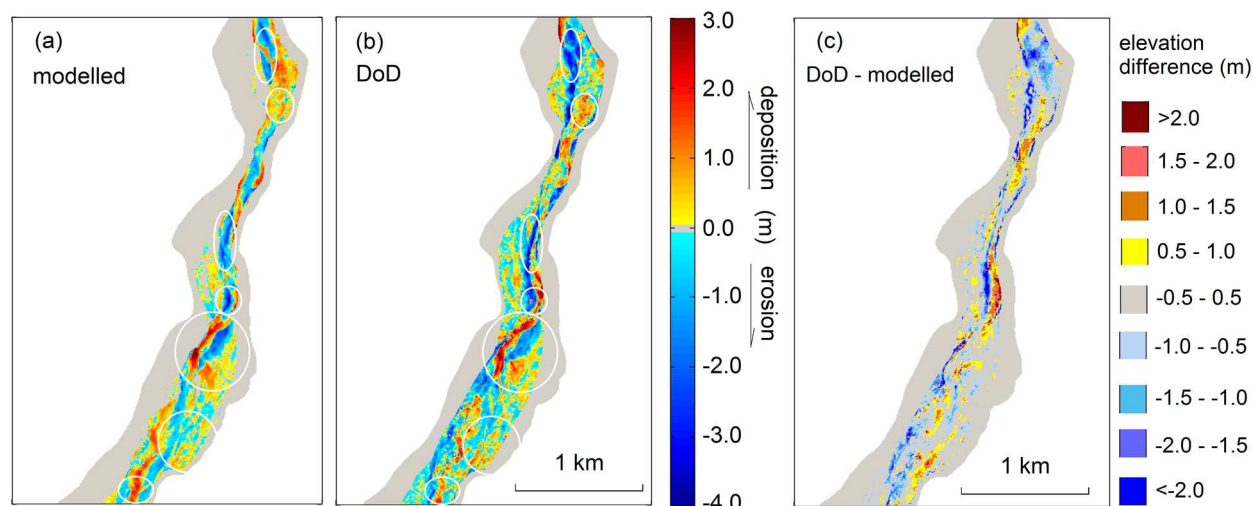 (a)
modelled
(b)
DoD
1 km
3.0
2.0
1.0
0.0
-1.0
-2.0
-3.0
-4.0
deposition
(m)
erosion
(c)
DoD - modelled
1 km
elevation
difference (m)
>2.0
1.5 - 2.0
1.0 - 1.5
0.5 - 1.0
-0.5 - 0.5
-1.0 - -0.5
-1.5 - -1.0
-2.0 - -1.5
<-2.0